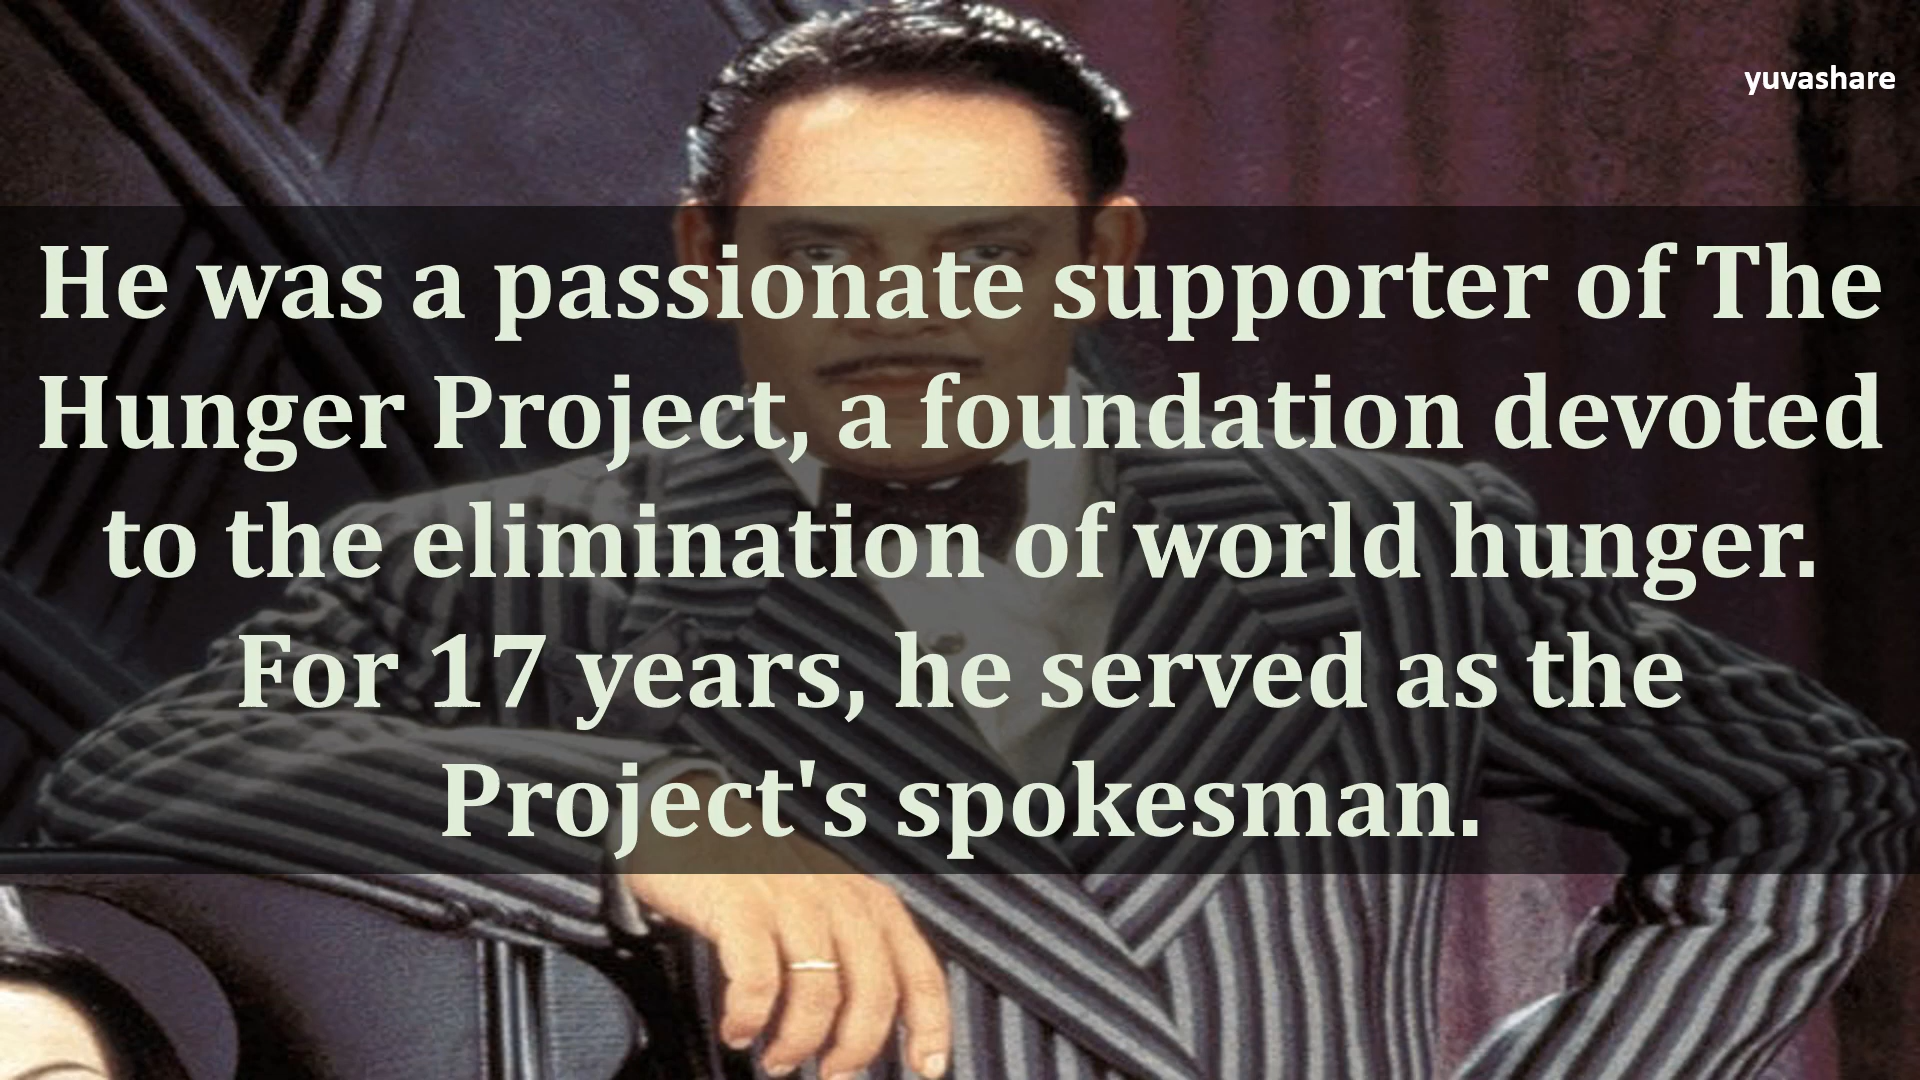 yuvashare
He was a passionate supporter of The
Hunger Project, a foundation devoted
to the elimination of world hunger.
For 17 years, he served as the
Project's spokesman.